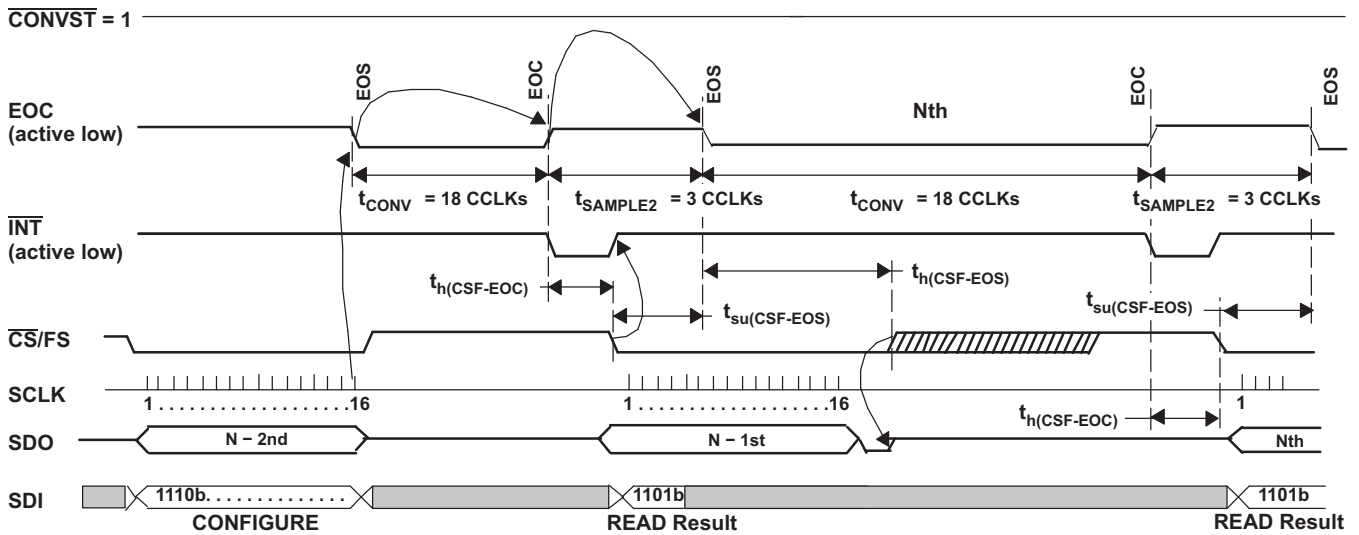 CONVST = 1
EOS
EOC
EOS
EOC
EOS
EOC
(active low)
Nth
tCONV = 18 CCLKs
tSAMPLE2 = 3 CCLKs
tCONV = 18 CCLKs
tSAMPLE2 = 3 CCLKs
INT
(active low)
th(CSF-EOC)
th(CSF-EOS)
tsu(CSF-EOS)
tsu(CSF-EOS)
CS/FS
SCLK
1 . . . . . . . . . . . . . . . . . . . .16
1 . . . . . . . . . . . . . . . . . . . .16
1
th(CSF-EOC)
SDO
N − 2nd
N − 1st
Nth
SDI
1110b. . . . . . . . . . . . . .
1101b
1101b
CONFIGURE
READ Result
READ Result